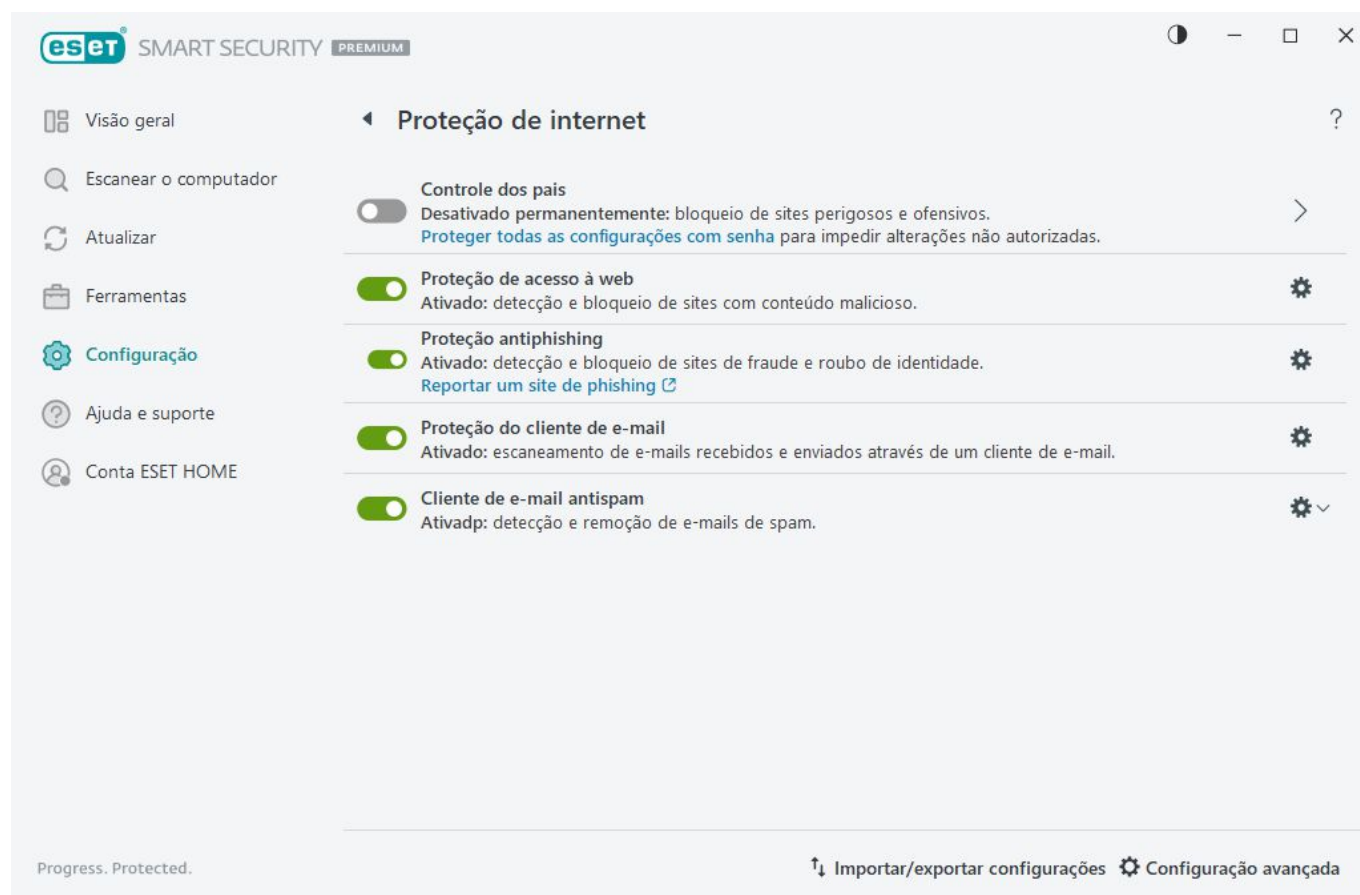 eset® SMART SECURITY PREMIUM
Visão geral
Escanear o computador
Atualizar
Ferramentas
Configuração
Ajuda e suporte
Conta ESET HOME
Proteção de internet
?
Controle dos pais
Desativado permanentemente: bloqueio de sites perigosos e ofensivos.
Proteger todas as configurações com senha para impedir alterações não autorizadas.
Proteção de acesso à web
Ativado: detecção e bloqueio de sites com conteúdo malicioso.
Proteção antiphishing
Ativado: detecção e bloqueio de sites de fraude e roubo de identidade.
Reportar um site de phishing
Proteção do cliente de e-mail
Ativado: escaneamento de e-mails recebidos e enviados através de um cliente de e-mail.
Cliente de e-mail antispam
Ativadp: detecção e remoção de e-mails de spam.
Progress. Protected.
Importar/exportar configurações Configuração avançada